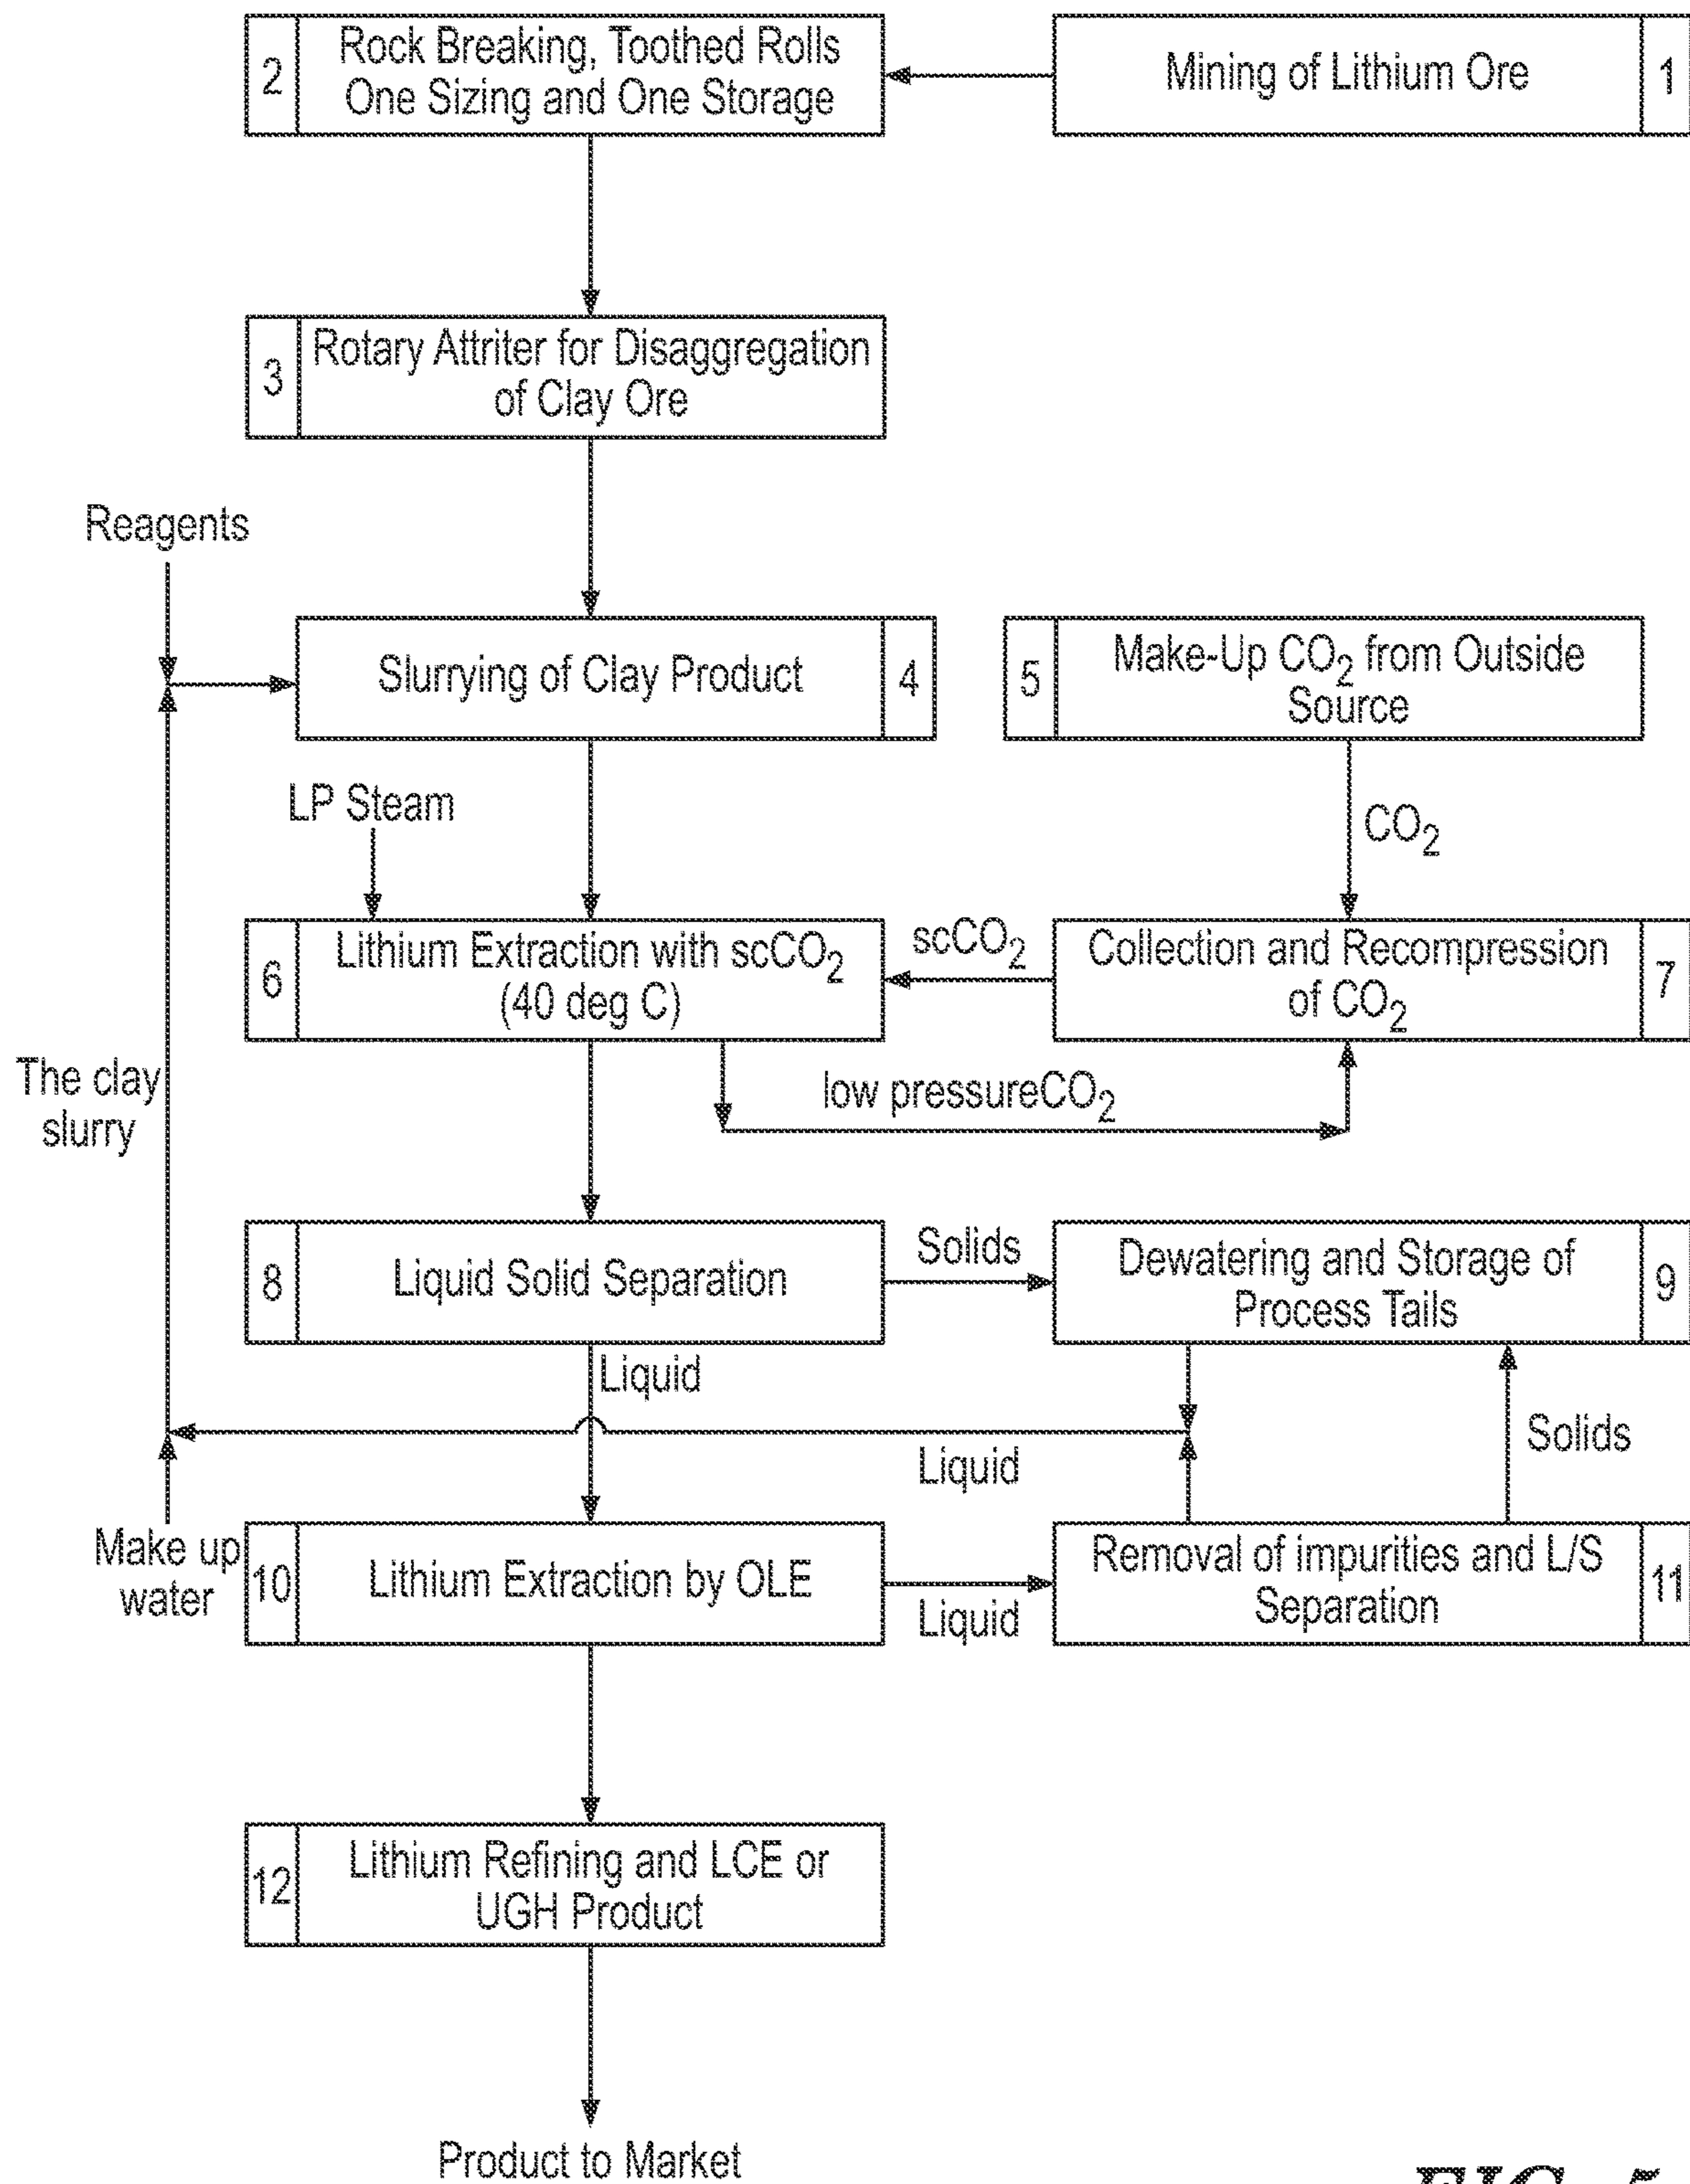 2
Rock Breaking, Toothed Rolls
One Sizing and One Storage
Mining of Lithium Ore
1
3
Rotary Attriter for Disaggregation
of Clay Ore
Reagents
Slurrying of Clay Product
4
5
Make-Up CO2 from Outside
Source
LP Steam
CO2
6
Lithium Extraction with scCO2
(40 deg C)
scCO2
Collection and Recompression
of CO2
7
The clay
slurry
low pressureCO2
8
Liquid Solid Separation
Solids
Dewatering and Storage of
Process Tails
9
Liquid
Liquid
Solids
Make up
water
10
Lithium Extraction by OLE
Liquid
Removal of impurities and L/S
Separation
11
12
Lithium Refining and LCE or
UGH Product
Product to Market
FIG. 5